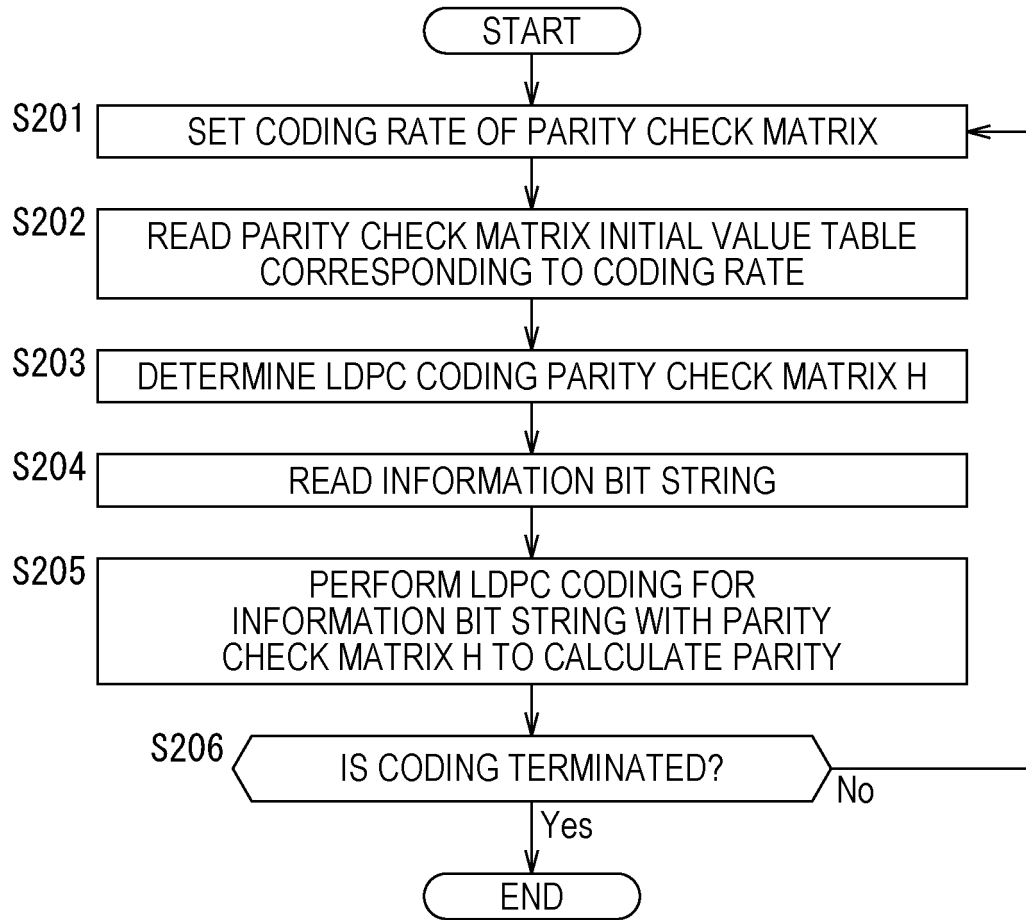 START
S201
SET CODING RATE OF PARITY CHECK MATRIX
S202
READ PARITY CHECK MATRIX INITIAL VALUE TABLE
CORRESPONDING TO CODING RATE
S203
DETERMINE LDPC CODING PARITY CHECK MATRIX H
S204
READ INFORMATION BIT STRING
S205
PERFORM LDPC CODING FOR
INFORMATION BIT STRING WITH PARITY
CHECK MATRIX H TO CALCULATE PARITY
S206
IS CODING TERMINATED?
No
Yes
END